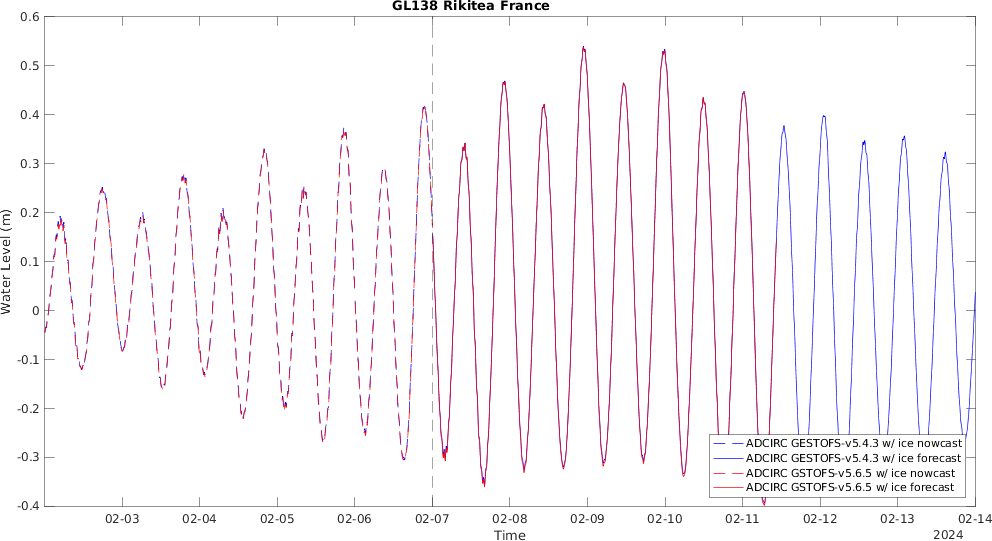 GL138 Rikitea France
0.6
0.5
0.4
0.3
0.2
0.1
0
-0.1
-0.2
-0.3
-0.4
Water Level (m)
ADCIRC GESTOFS-v5.4.3 w/ ice nowcast
ADCIRC GESTOFS-v5.4.3 w/ ice forecast
ADCIRC GSTOFS-v5.6.5 w/ ice nowcast
ADCIRC GSTOFS-v5.6.5 w/ ice forecast
02-03 02-04 02-05 02-06 02-07 02-08 02-09 02-10 02-11 02-12 02-13 02-14
Time
2024